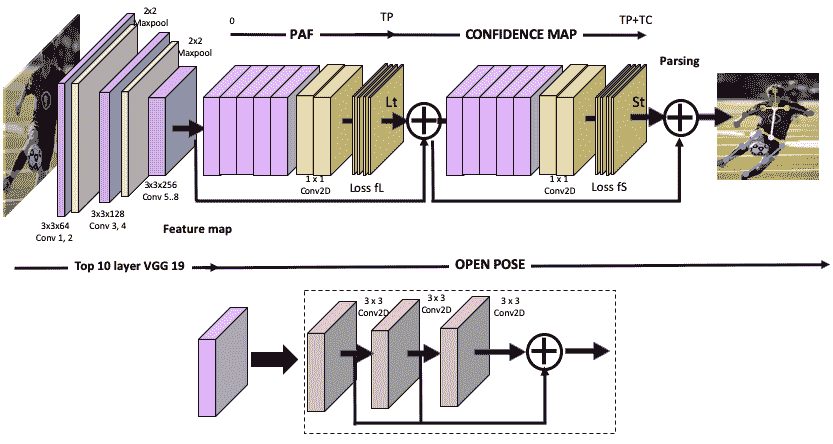 2x2
Maxpool
2x2
Maxpool
0
PAF
TP
CONFIDENCE MAP
TP+TC
Parsing
Lt
St
3x3x64
Conv 1, 2
3x3x128
Conv 3, 4
3x3x256
Conv 5..8
Feature map
1 x 1
Conv2D
Loss fL
1 x 1
Conv2D
Loss fS
Top 10 layer VGG 19
OPEN POSE
3 x 3
Conv2D
3 x 3
Conv2D
3 x 3
Conv2D